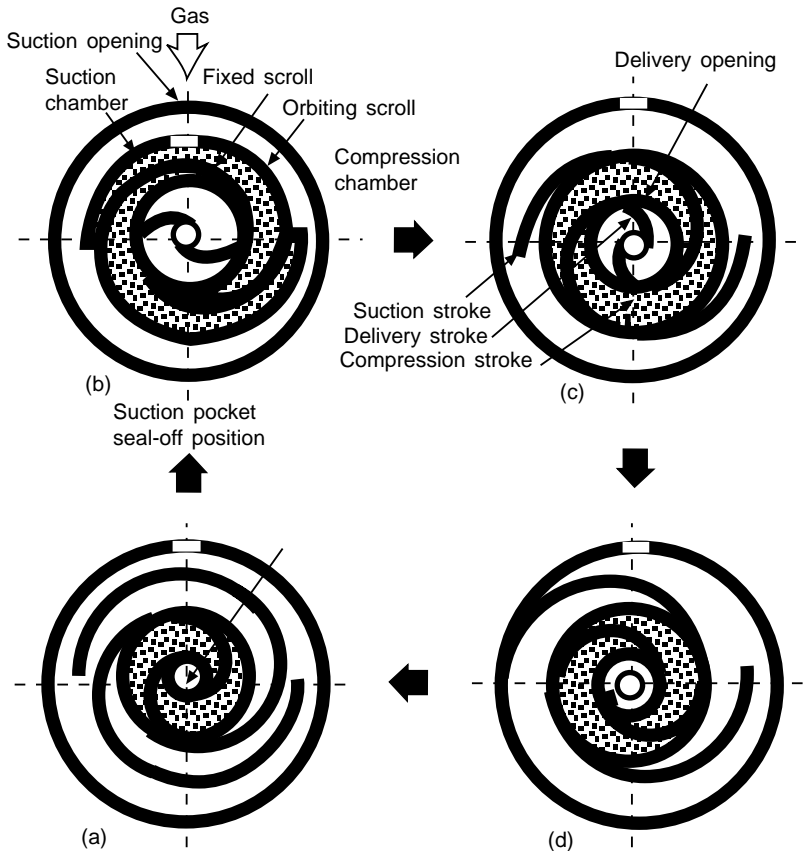 Gas
Suction opening
Suction
chamber
Fixed scroll
Orbiting scroll
Compression
chamber
Delivery opening
Suction stroke
Delivery stroke
Compression stroke
(b)
(c)
Suction pocket
seal-off position
(a)
(d)